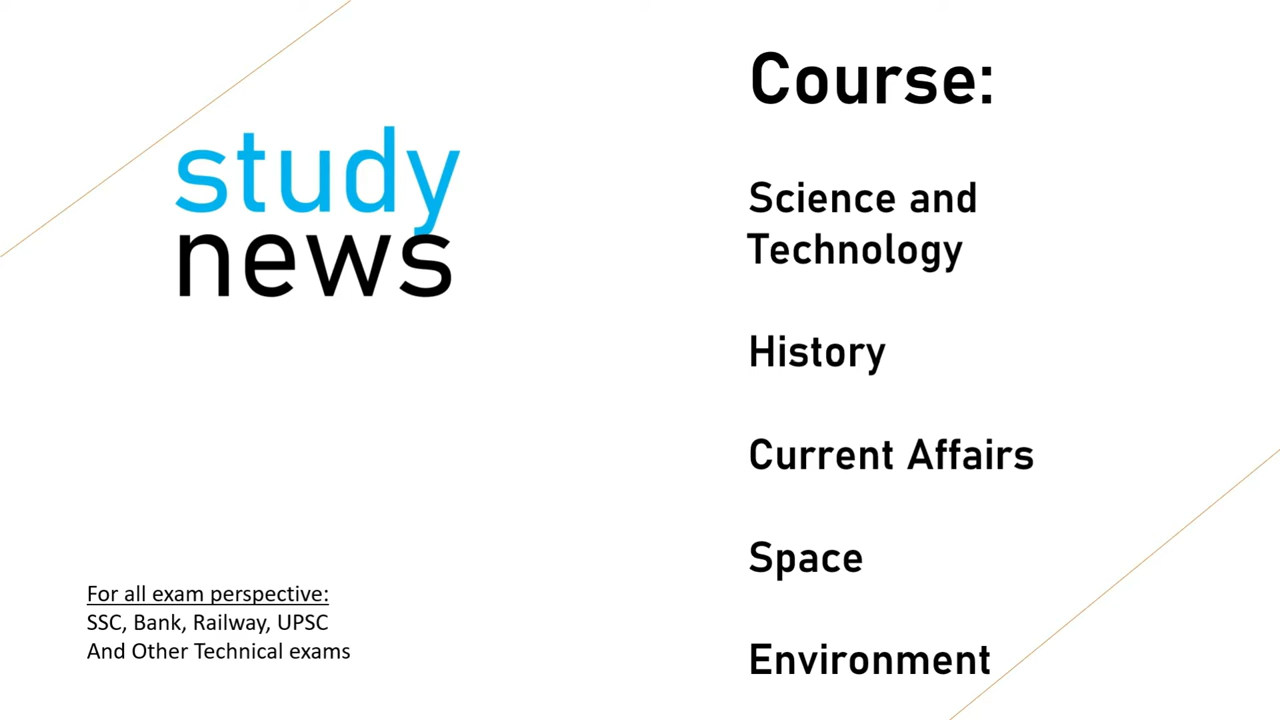 study
news
For all exam perspective:
SSC, Bank, Railway, UPSC
And Other Technical exams
Course:
Science and
Technology
History
Current Affairs
Space
Environment